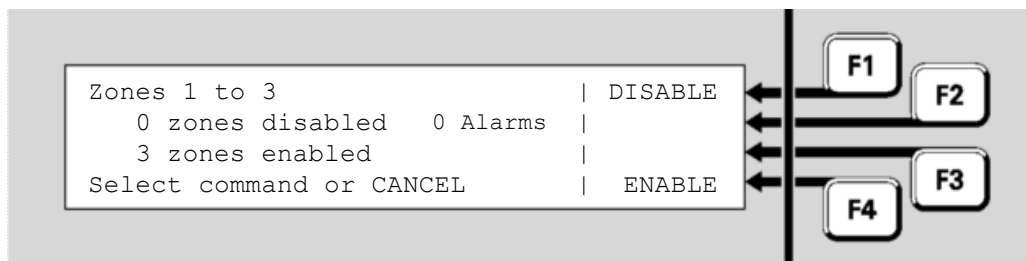 Zones 1 to 3 | DISABLE
0 zones disabled 0 Alarms |
3 zones enabled |
Select command or CANCEL | ENABLE
F1
F2
F3
F4